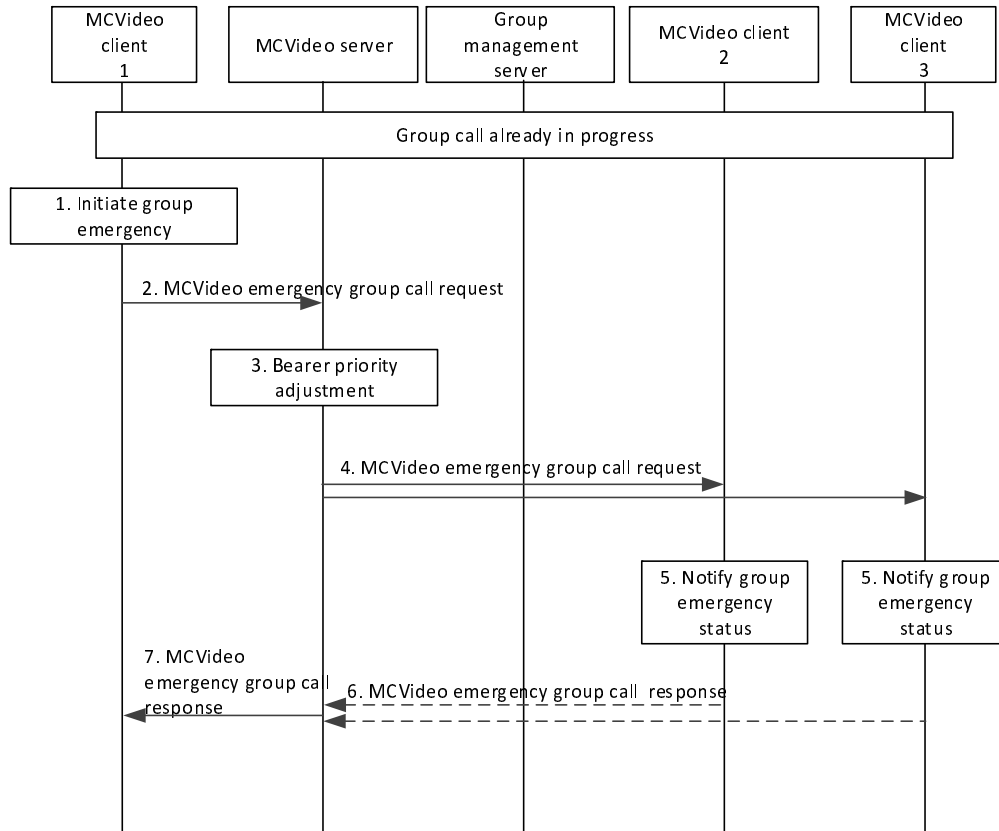 MCVideo
client
1
MCVideo server
Group
management
server
MCVideo client
2
MCVideo
client
3
Group call already in progress
1. Initiate group
emergency
2. MCVideo emergency group call request
3. Bearer priority
adjustment
4. MCVideo emergency group call request
5. Notify group
emergency
status
5. Notify group
emergency
status
7. MCVideo
emergency group call
response
6. MCVideo emergency group call response